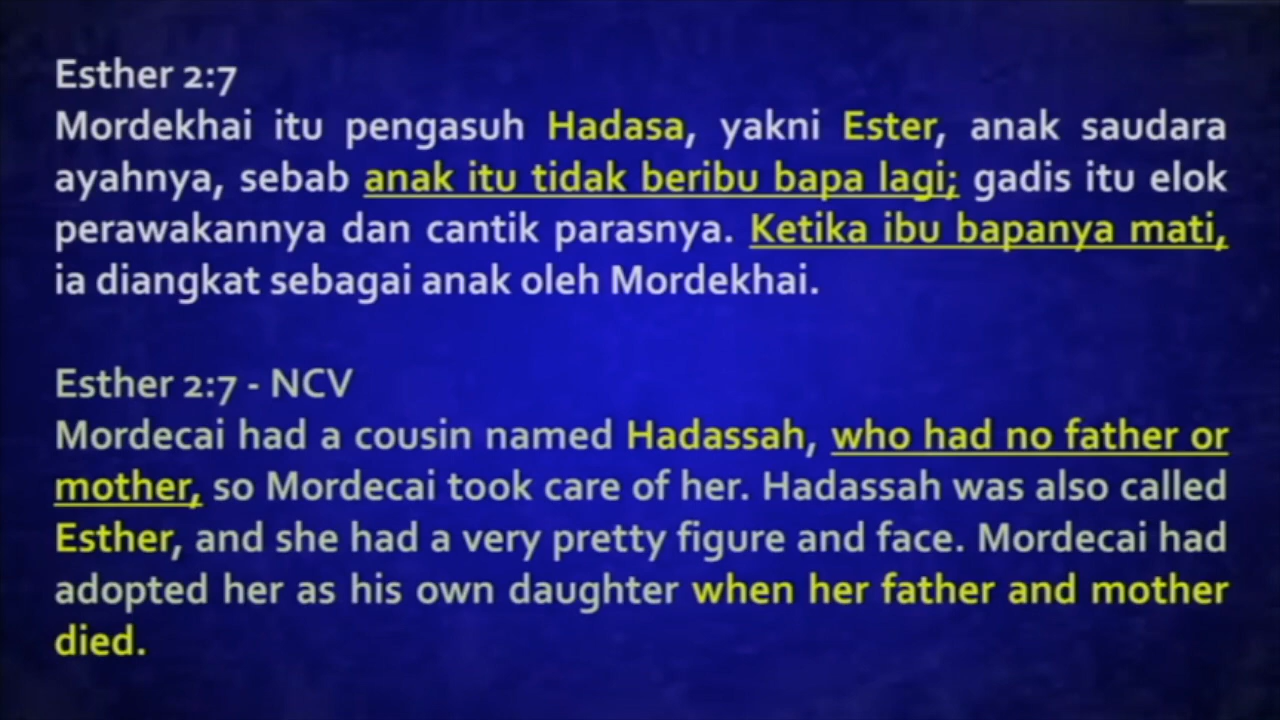 Esther 2:7
Mordekhai itu pengasuh Hadasa, yakni Ester, anak saudara
ayahnya, sebab anak itu tidak beribu bapa lagi; gadis itu elok
perawakannya dan cantik parasnya. Ketika ibu bapanya mati,
ia diangkat sebagai anak oleh Mordekhai.
Esther 2:7 - NCV
Mordecai had a cousin named Hadassah, who had no father or
mother, so Mordecai took care of her. Hadassah was also called
Esther, and she had a very pretty figure and face. Mordecai had
adopted her as his own daughter when her father and mother
died.